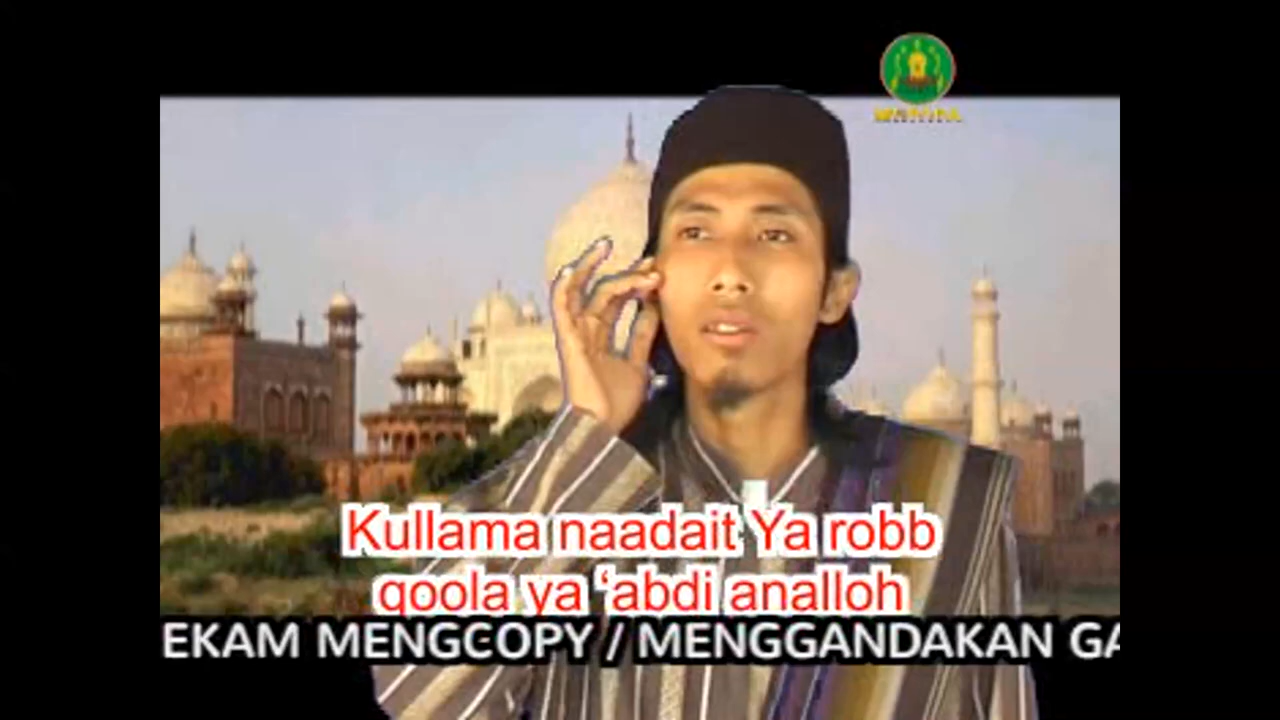 Kullama naadait Ya robb
qoola ya ‘abdi analloh
EKAM MENGCOPY / MENGGANDAKAN GA